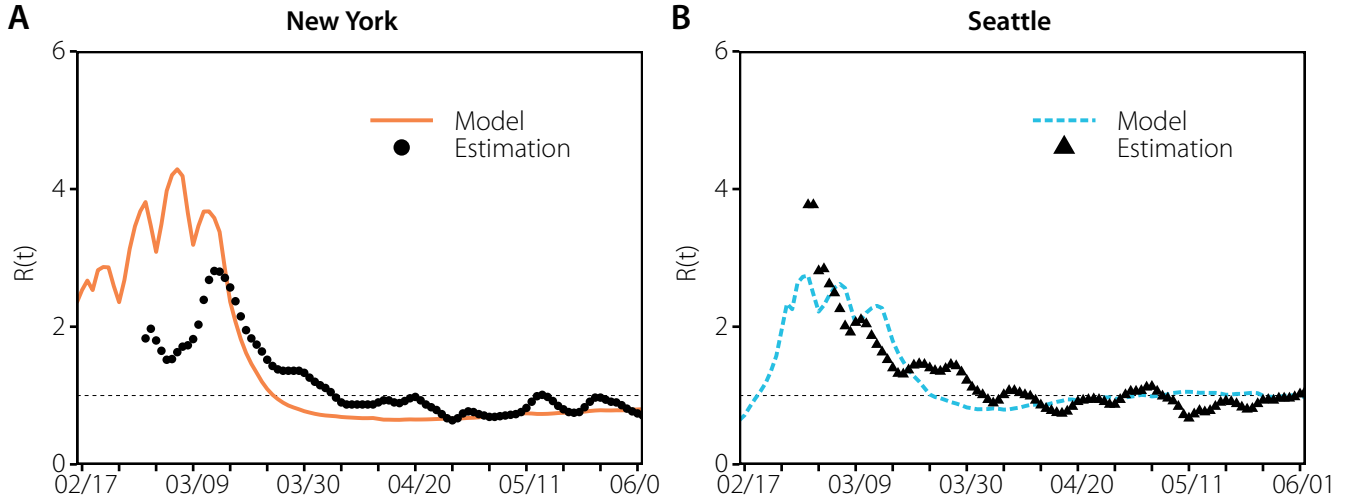 A
New York
6
4
2
0
R(t)
Model
Estimation
02/17
03/09
03/30
04/20
05/11
06/0
B
Seattle
6
4
2
0
R(t)
Model
Estimation
02/17
03/09
03/30
04/20
05/11
06/01